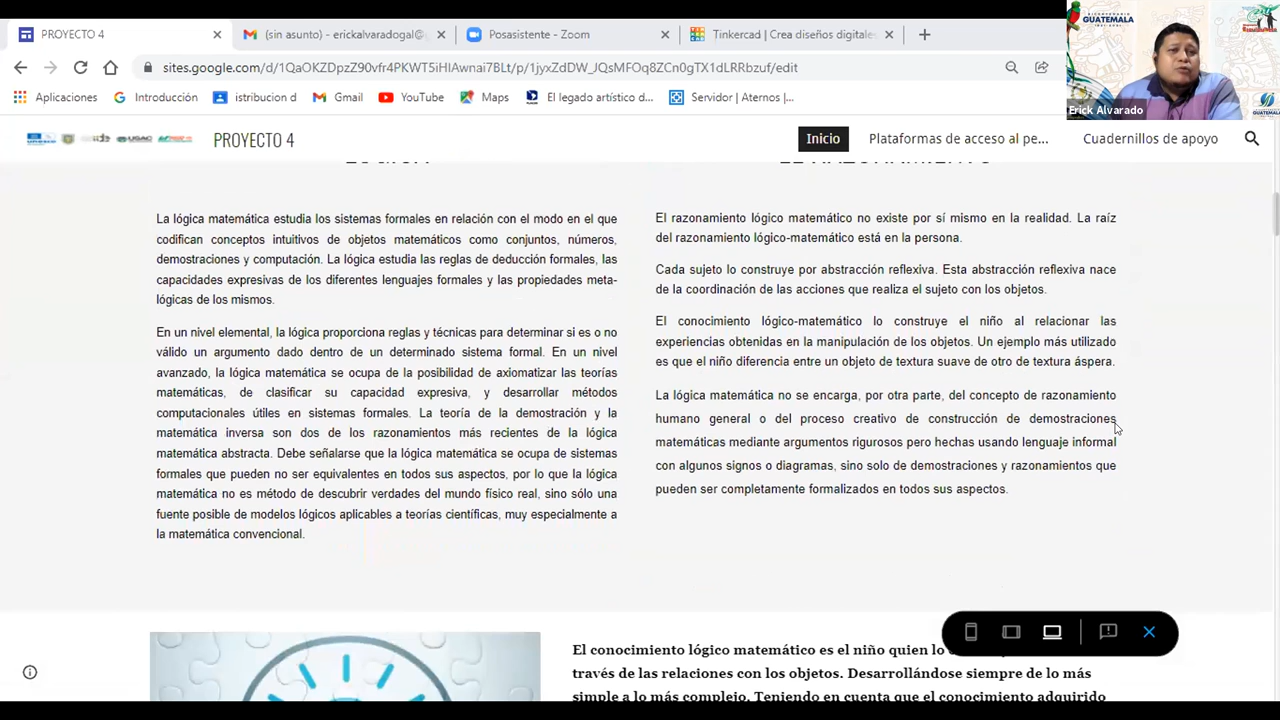 PROYECTO 4
(sin asunto) - erickalvaradogodi
Posasistente - Zoom
Tinkercad | Crea diseños digitales
sites.google.com/d/
Aplicaciones
Introducción
istribucion d
Gmail
YouTube
Maps
El legado artístico d...
Servidor | Aternos |...
BICENTENARIO
GUATEMALA
GUATEMALA
Erick Alvarado
UGAC
PROYECTO 4
Inicio
Plataformas de acceso al pe...
Cuadernillos de apoyo
La lógica matemática estudia los sistemas formales en relación con el modo en el que
codifican conceptos intuitivos de objetos matemáticos como conjuntos, números,
demostraciones y computación. La lógica estudia las reglas de deducción formales, las
capacidades expresivas de los diferentes lenguajes formales y las propiedades meta-
lógicas de los mismos.
En un nivel elemental, la lógica proporciona reglas y técnicas para determinar si es o no
válido un argumento dado dentro de un determinado sistema formal. En un nivel
avanzado, la lógica matemática se ocupa de la posibilidad de axiomatizar las teorías
matemáticas, de clasificar su capacidad expresiva, y desarrollar métodos
computacionales útiles en sistemas formales. La teoría de la demostración y la
matemática inversa son dos de los razonamientos más recientes de la lógica
matemática abstracta. Debe señalarse que la lógica matemática se ocupa de sistemas
formales que pueden no ser equivalentes en todos sus aspectos, por lo que la lógica
matemática no es método de descubrir verdades del mundo físico real, sino sólo una
fuente posible de modelos lógicos aplicables a teorías científicas, muy especialmente a
la matemática convencional.
El razonamiento lógico matemático no existe por sí mismo en la realidad. La raíz
del razonamiento lógico-matemático está en la persona.
Cada sujeto lo construye por abstracción reflexiva. Esta abstracción reflexiva nace
de la coordinación de las acciones que realiza el sujeto con los objetos.
El conocimiento lógico-matemático lo construye el niño al relacionar las
experiencias obtenidas en la manipulación de los objetos. Un ejemplo más utilizado
es que el niño diferencia entre un objeto de textura suave de otro de textura áspera.
La lógica matemática no se encarga, por otra parte, del concepto de razonamiento
humano general o del proceso creativo de construcción de demostraciones
matemáticas mediante argumentos rigurosos pero hechas usando lenguaje informal
con algunos signos o diagramas, sino solo de demostraciones y razonamientos que
pueden ser completamente formalizados en todos sus aspectos.
El conocimiento lógico matemático es el niño quien lo
través de las relaciones con los objetos. Desarrollándose siempre de lo más
simple a lo más complejo. Teniendo en cuenta que el conocimiento adquirido